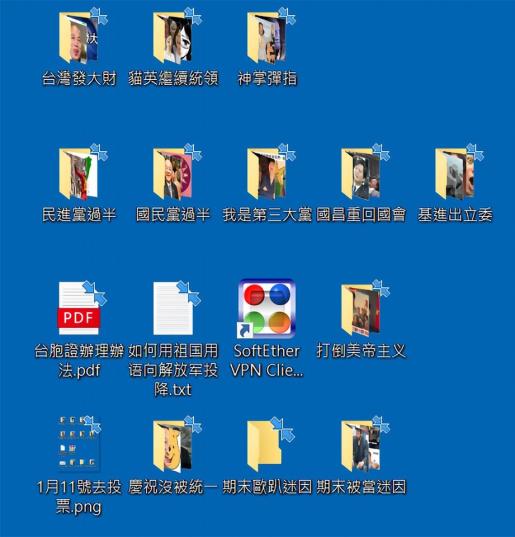 台灣發大財 貓英繼續統領 神掌彈指
民進黨過半 國民黨過半 我是第三大黨 國昌重回國會 基進出立委
PDF
台胞證辦理辦 如何用祖国用 SoftEther 打倒美帝主义
法.pdf 语向解放军投 VPN Clie...
降.txt
1月11號去投 慶祝沒被統一 期末歐趴迷因 期末被當迷因
票.png